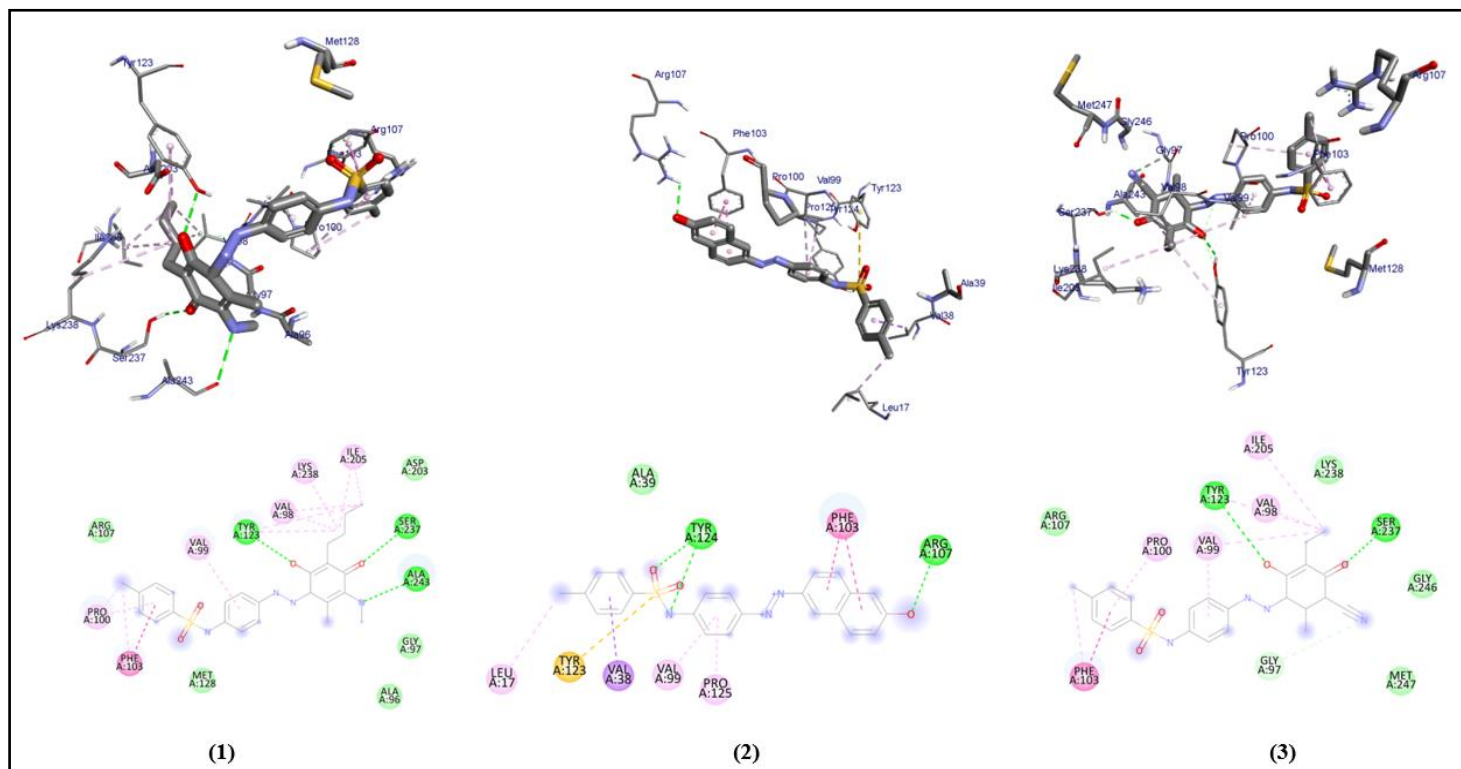 Met128
Tyr123
Arg107
Lys238
Ser237
Ala96
Ala243
Arg107
Phe103
Pro100
Val99
Tyr123
Tyr124
Ala39
Val38
Leu17
Met247
Gly246
Gly97
Val98
Ala243
Ser237
Lys238
Ile205
Pro100
Phe103
Val99
Arg107
Met128
Tyr123
ARG
A:107
PRO
A:100
PHE
A:103
MET
A:128
VAL
A:99
TYR
A:123
VAL
A:98
LYS
A:238
ILE
A:205
ASP
A:203
SER
A:237
ALA
A:243
GLY
A:97
ALA
A:96
O
O
S
N
N
N
O
O
N
(1)
ALA
A:39
TYR
A:124
PHE
A:103
ARG
A:107
LEU
A:17
TYR
A:123
VAL
A:38
VAL
A:99
PRO
A:125
O
O
S
N
N
N
O
(2)
ILE
A:205
LYS
A:238
TYR
A:123
VAL
A:98
SER
A:237
ARG
A:107
PRO
A:100
VAL
A:99
GLY
A:246
PHE
A:103
GLY
A:97
MET
A:247
O
O
S
N
N
N
O
O
N
(3)